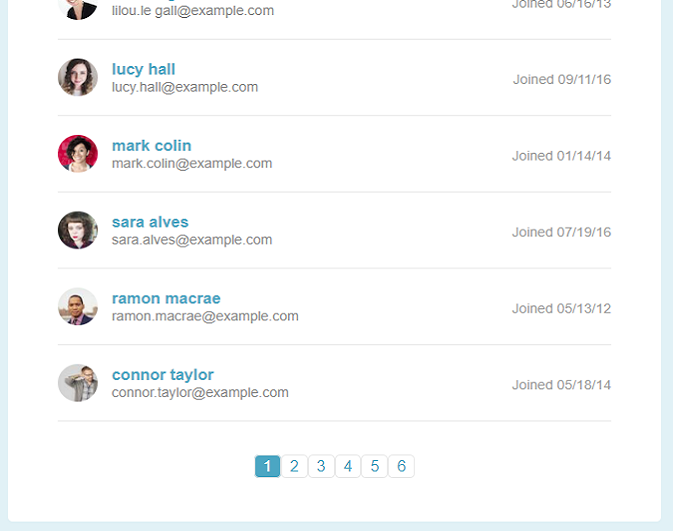 lilou.le gall@example.com
Joined 06/16/13
lucy hall
lucy.hall@example.com
Joined 09/11/16
mark colin
mark.colin@example.com
Joined 01/14/14
sara alves
sara.alves@example.com
Joined 07/19/16
ramon macrae
ramon.macrae@example.com
Joined 05/13/12
connor taylor
connor.taylor@example.com
Joined 05/18/14
1 2 3 4 5 6